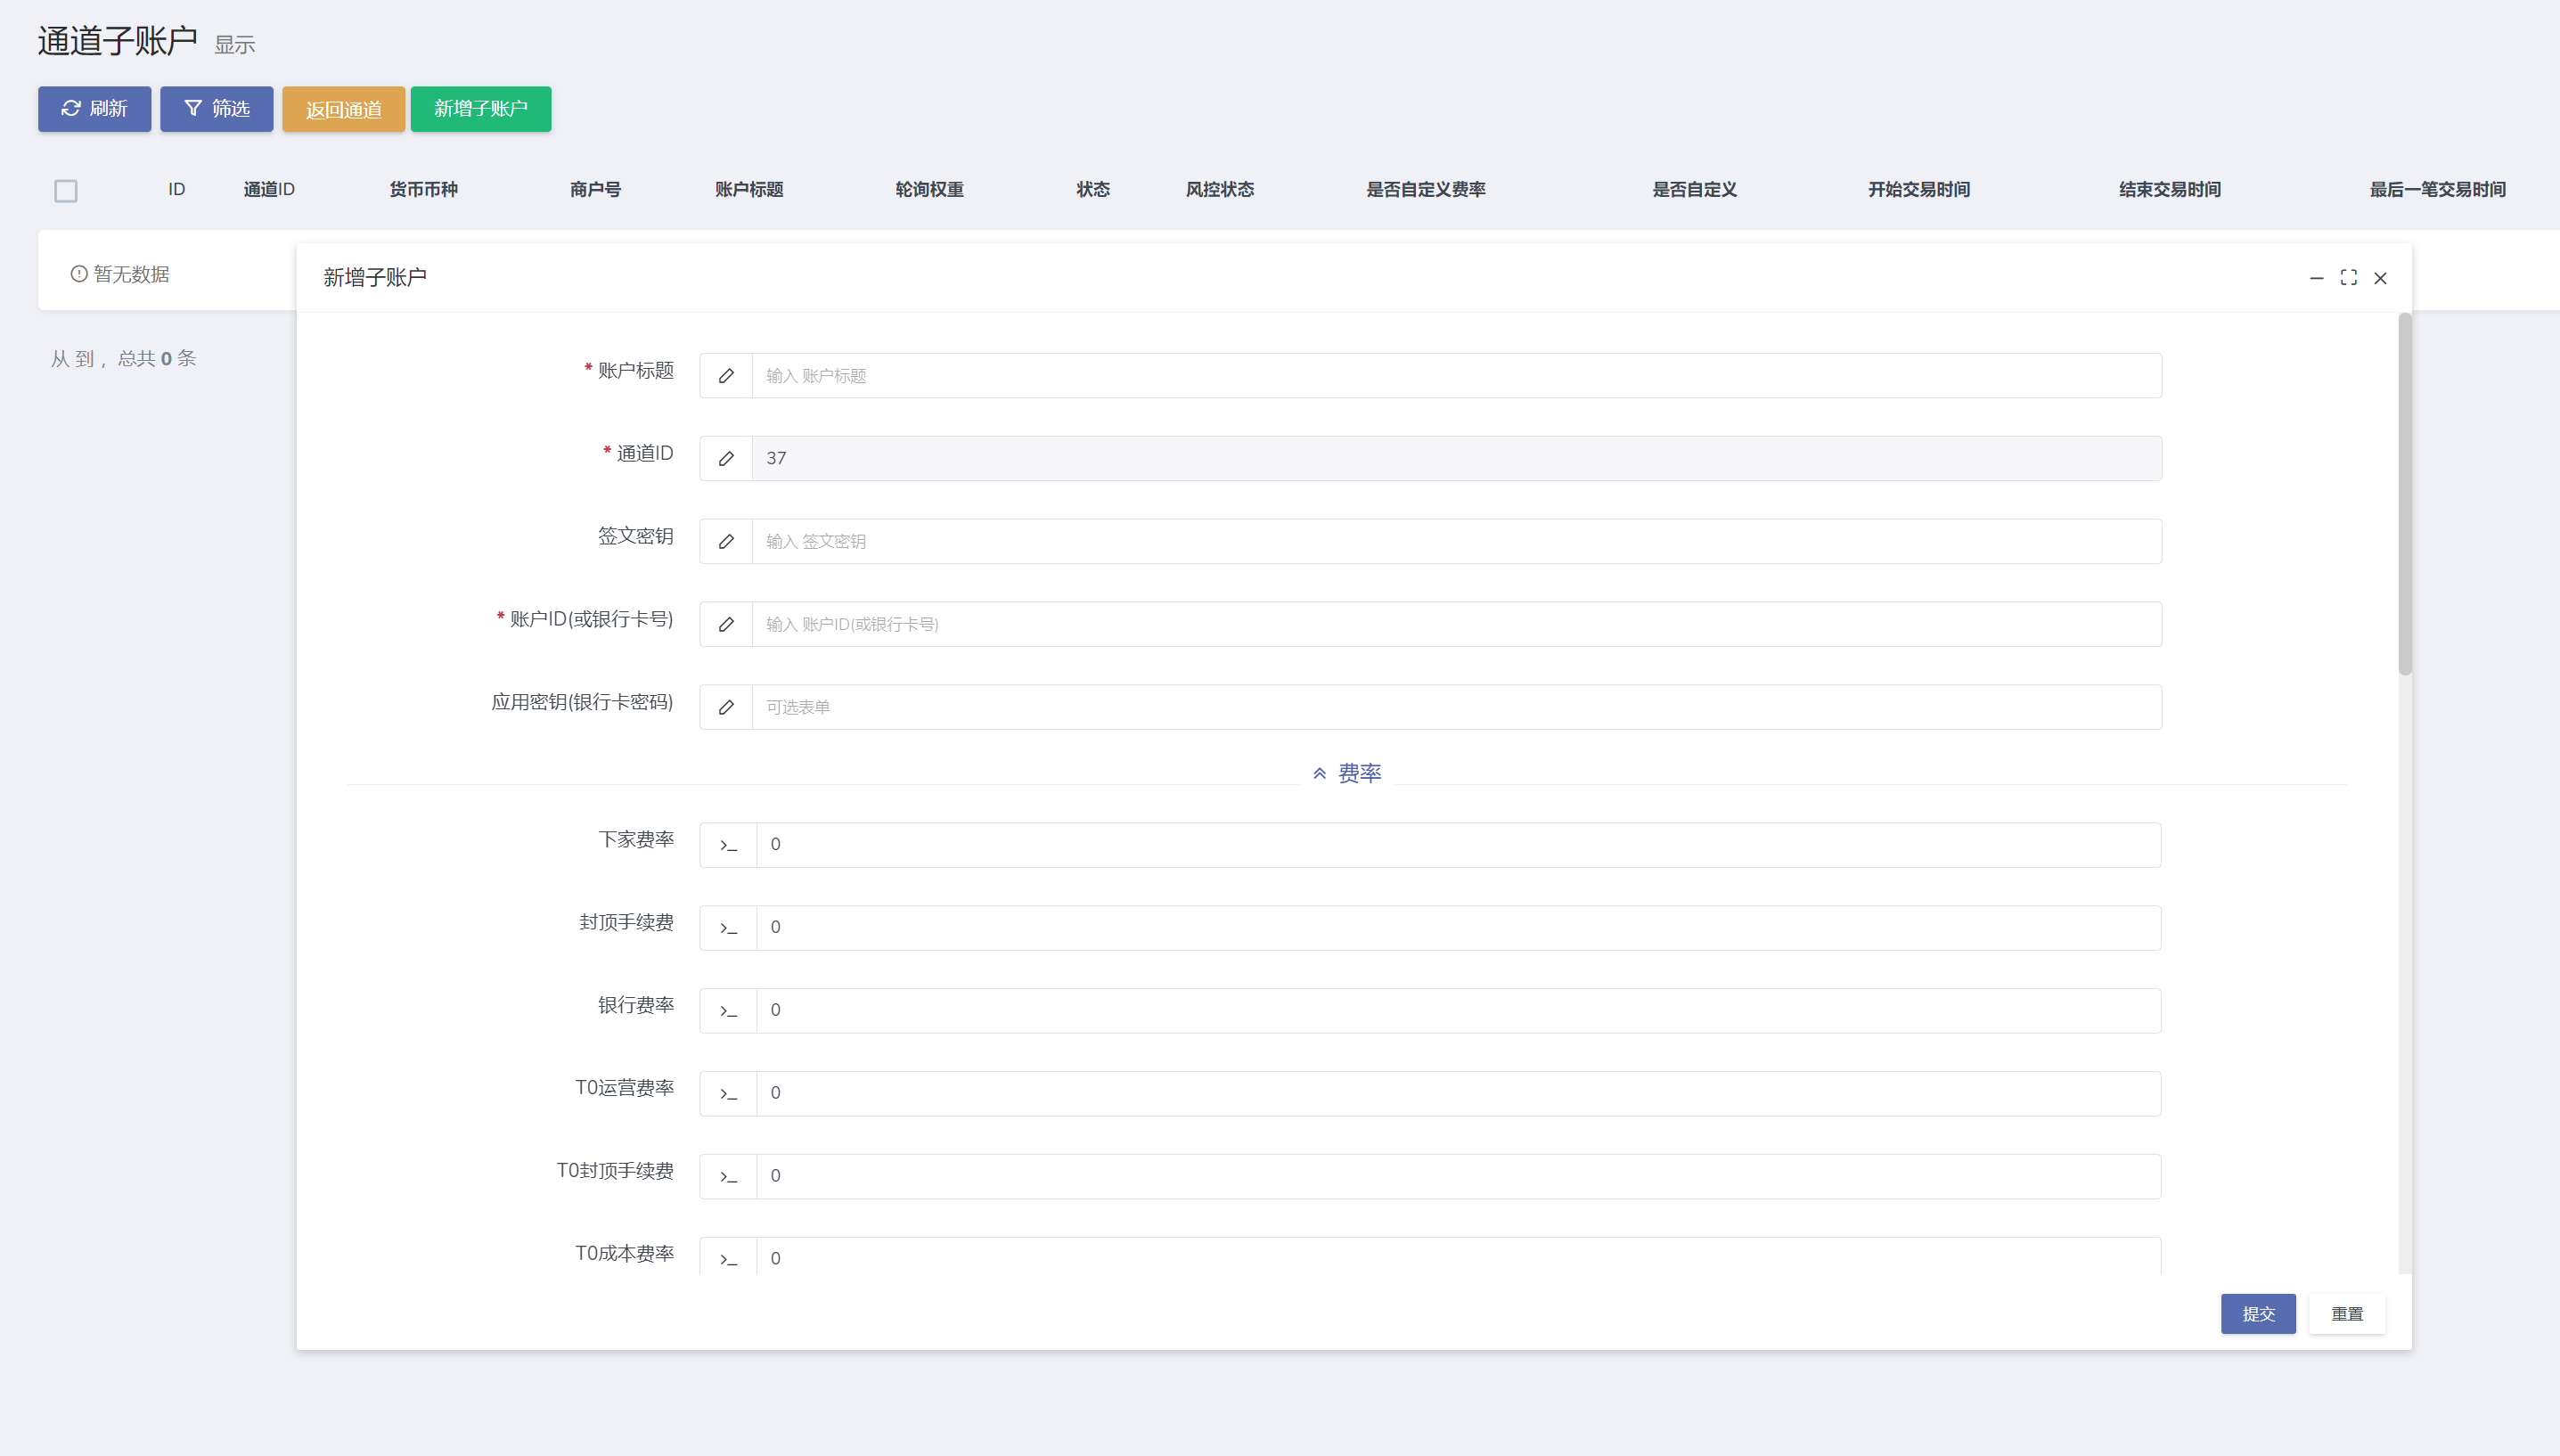 通道子账户 显示
刷新 筛选 返回通道 新增子账户
ID 通道ID 货币币种 商户号 账户标题 轮询权重 状态 风控状态 是否自定义费率 是否自定义 开始交易时间 结束交易时间 最后一笔交易时间
暂无数据
新增子账户
从 到 ，总共 0 条
* 账户标题 输入 账户标题
* 通道ID 37
签文密钥 输入 签文密钥
* 账户ID(或银行卡号) 输入 账户ID(或银行卡号)
应用密钥(银行卡密码) 可选表单
费率
下家费率 0
封顶手续费 0
银行费率 0
T0运营费率 0
T0封顶手续费 0
T0成本费率 0
提交 重置